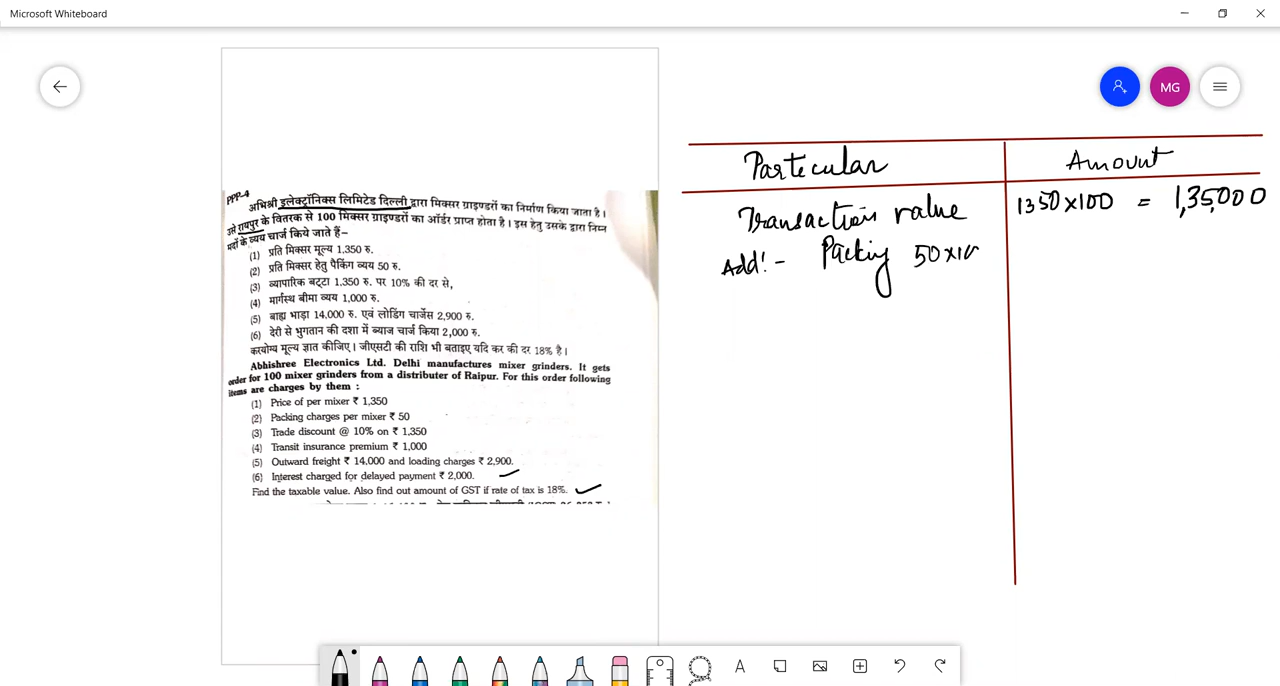 Microsoft Whiteboard
MG
PPP-4
अभिश्री इलेक्ट्रॉनिक्स लिमिटेड दिल्ली द्वारा मिक्सर ग्राइण्डरों का निर्माण किया जाता है।
उसे रायपुर के वितरक से 100 मिक्सर ग्राइण्डरों का ऑर्डर प्राप्त होता है। इस हेतु उसके द्वारा निम्न
मदों के व्यय चार्ज किये जाते हैं–
(1) प्रति मिक्सर मूल्य 1,350 रु.
(2) प्रति मिक्सर हेतु पैकिंग व्यय 50 रु.
(3) व्यापारिक बट्टा 1,350 रु. पर 10% की दर से,
(4) मार्गस्थ बीमा व्यय 1,000 रु.
(5) बाह्य भाड़ा 14,000 रु. एवं लोडिंग चार्जेस 2,900 रु.
(6) देरी से भुगतान की दशा में ब्याज चार्ज किया 2,000 रु.
करयोग्य मूल्य ज्ञात कीजिए। जीएसटी की राशि भी बताइए यदि कर की दर 18% है।
Abhishree Electronics Ltd. Delhi manufactures mixer grinders. It gets
order for 100 mixer grinders from a distributer of Raipur. For this order following
items are charges by them :
(1) Price of per mixer ₹ 1,350
(2) Packing charges per mixer ₹ 50
(3) Trade discount @ 10% on ₹ 1,350
(4) Transit insurance premium ₹ 1,000
(5) Outward freight ₹ 14,000 and loading charges ₹ 2,900.
(6) Interest charged for delayed payment ₹ 2,000.
Find the taxable value. Also find out amount of GST if rate of tax is 18%.
Particular Amount
Transaction value 1350×100 = 1,35,000
Add:- Packing 50×10
A